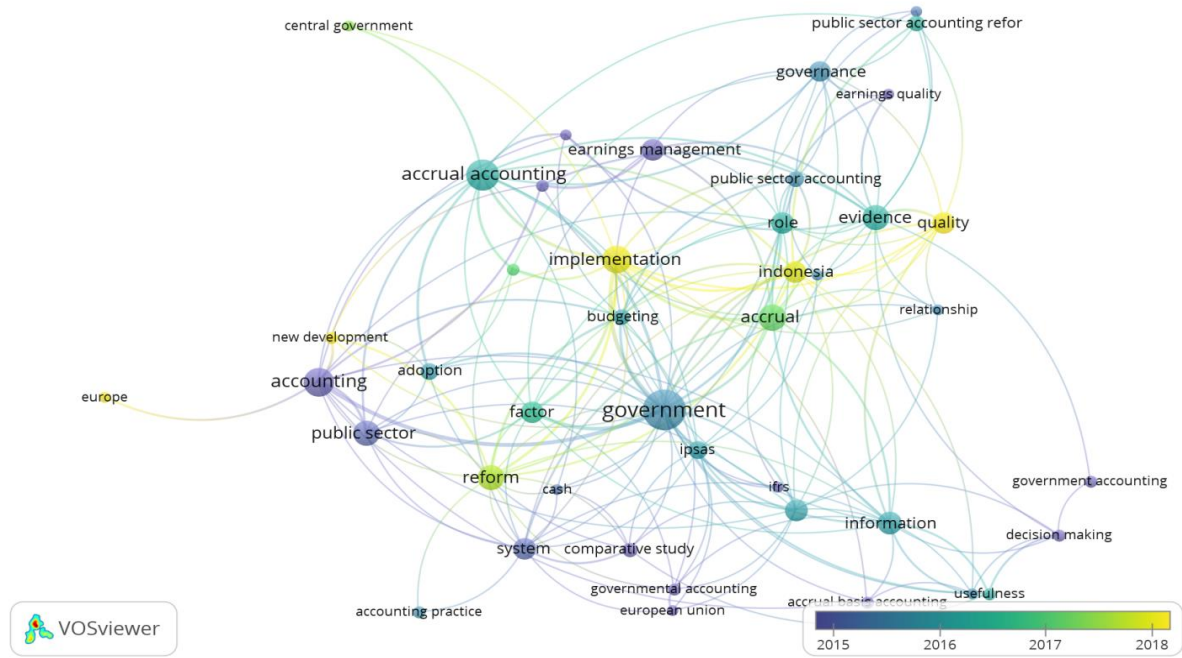 public sector accounting refor
central government
governance
earnings quality
earnings management
accrual accounting
public sector accounting
role
evidence
quality
implementation
indonesia
relationship
budgeting
accrual
new development
adoption
accounting
europe
government
factor
public sector
ipsas
reform
cash
ifrs
government accounting
information
decision making
system
comparative study
governmental accounting
usefulness
accrual basis accounting
european union
accounting practice
VOSviewer
2015
2016
2017
2018